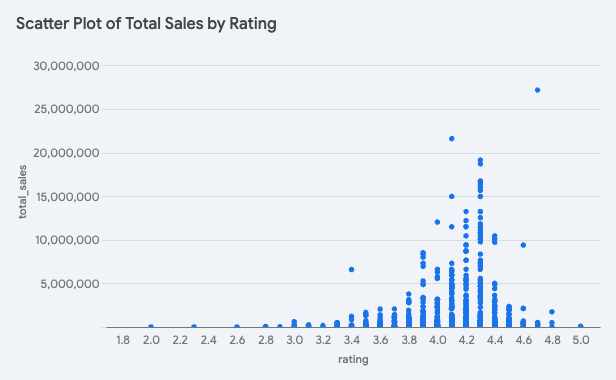 Scatter Plot of Total Sales by Rating
30,000,000
25,000,000
20,000,000
15,000,000
10,000,000
5,000,000
total_sales
1.8 2.0 2.2 2.4 2.6 2.8 3.0 3.2 3.4 3.6 3.8 4.0 4.2 4.4 4.6 4.8 5.0
rating